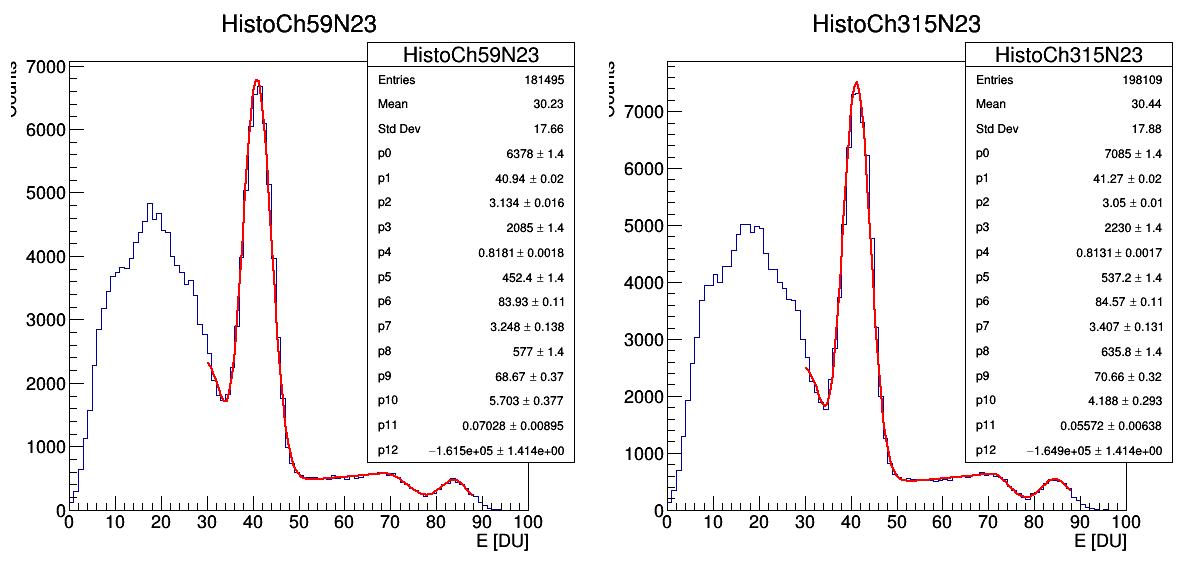 HistoCh59N23
HistoCh59N23
Entries 181495
Mean 30.23
Std Dev 17.66
p0 6378 ± 1.4
p1 40.94 ± 0.02
p2 3.134 ± 0.016
p3 2085 ± 1.4
p4 0.8181 ± 0.0018
p5 452.4 ± 1.4
p6 83.93 ± 0.11
p7 3.248 ± 0.138
p8 577 ± 1.4
p9 68.67 ± 0.37
p10 5.703 ± 0.377
p11 0.07028 ± 0.00895
p12 −1.615e+05 ± 1.414e+00
7000
6000
5000
4000
3000
2000
1000
0
0 10 20 30 40 50 60 70 80 90 100
E [DU]
HistoCh315N23
HistoCh315N23
Entries 198109
Mean 30.44
Std Dev 17.88
p0 7085 ± 1.4
p1 41.27 ± 0.02
p2 3.05 ± 0.01
p3 2230 ± 1.4
p4 0.8131 ± 0.0017
p5 537.2 ± 1.4
p6 84.57 ± 0.11
p7 3.407 ± 0.131
p8 635.8 ± 1.4
p9 70.66 ± 0.32
p10 4.188 ± 0.293
p11 0.05572 ± 0.00638
p12 −1.649e+05 ± 1.414e+00
7000
6000
5000
4000
3000
2000
1000
0
0 10 20 30 40 50 60 70 80 90 100
E [DU]